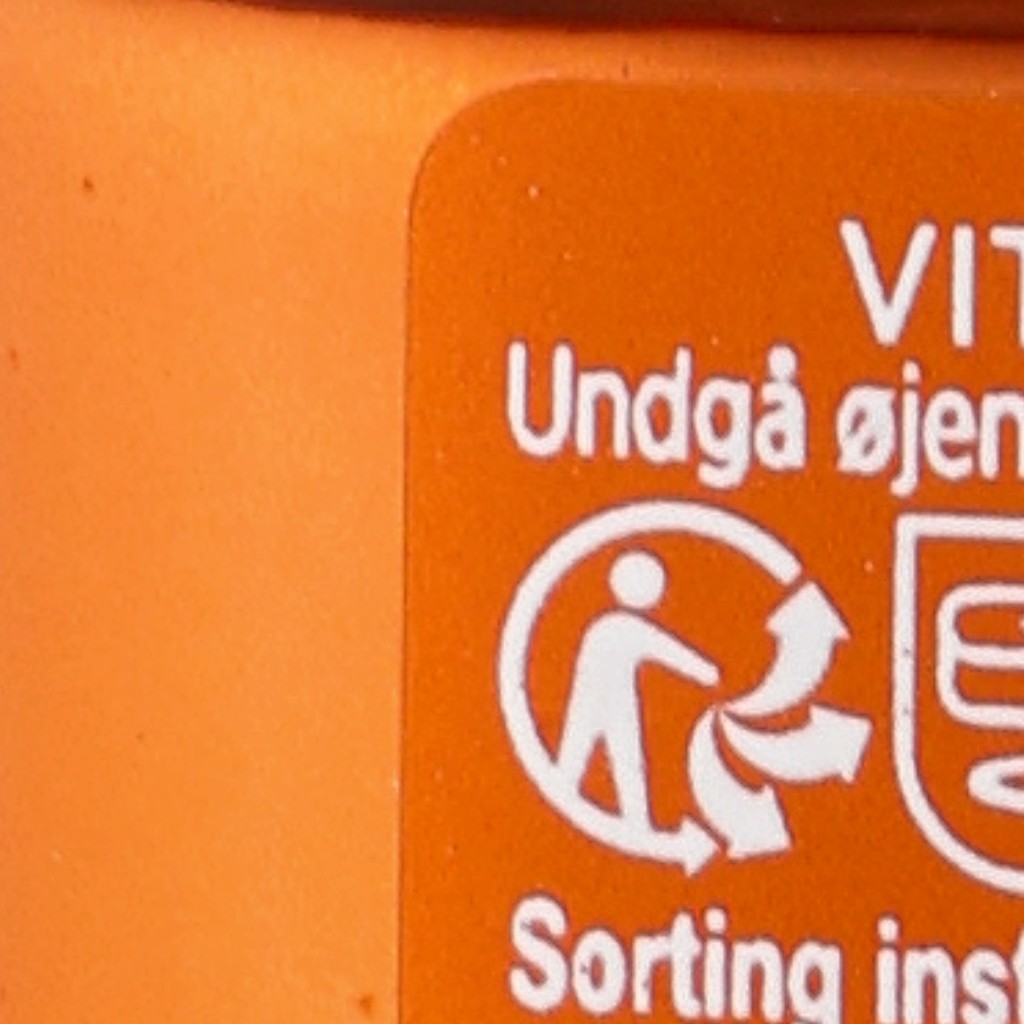 VIT
Undgå øjen
Sorting inst